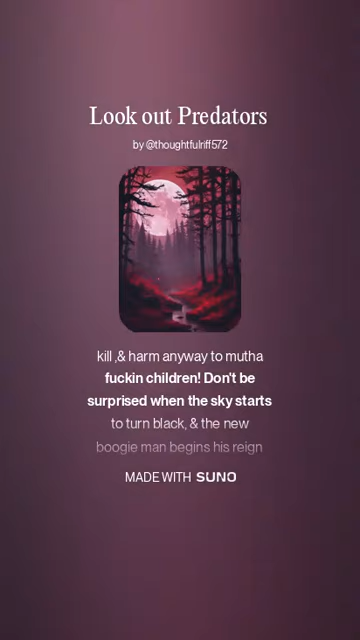 Look out Predators
by @thoughtfulriff572
kill ,& harm anyway to mutha
fuckin children! Don't be
surprised when the sky starts
to turn black, & the new
boogie man begins his reign
MADE WITH SUNO